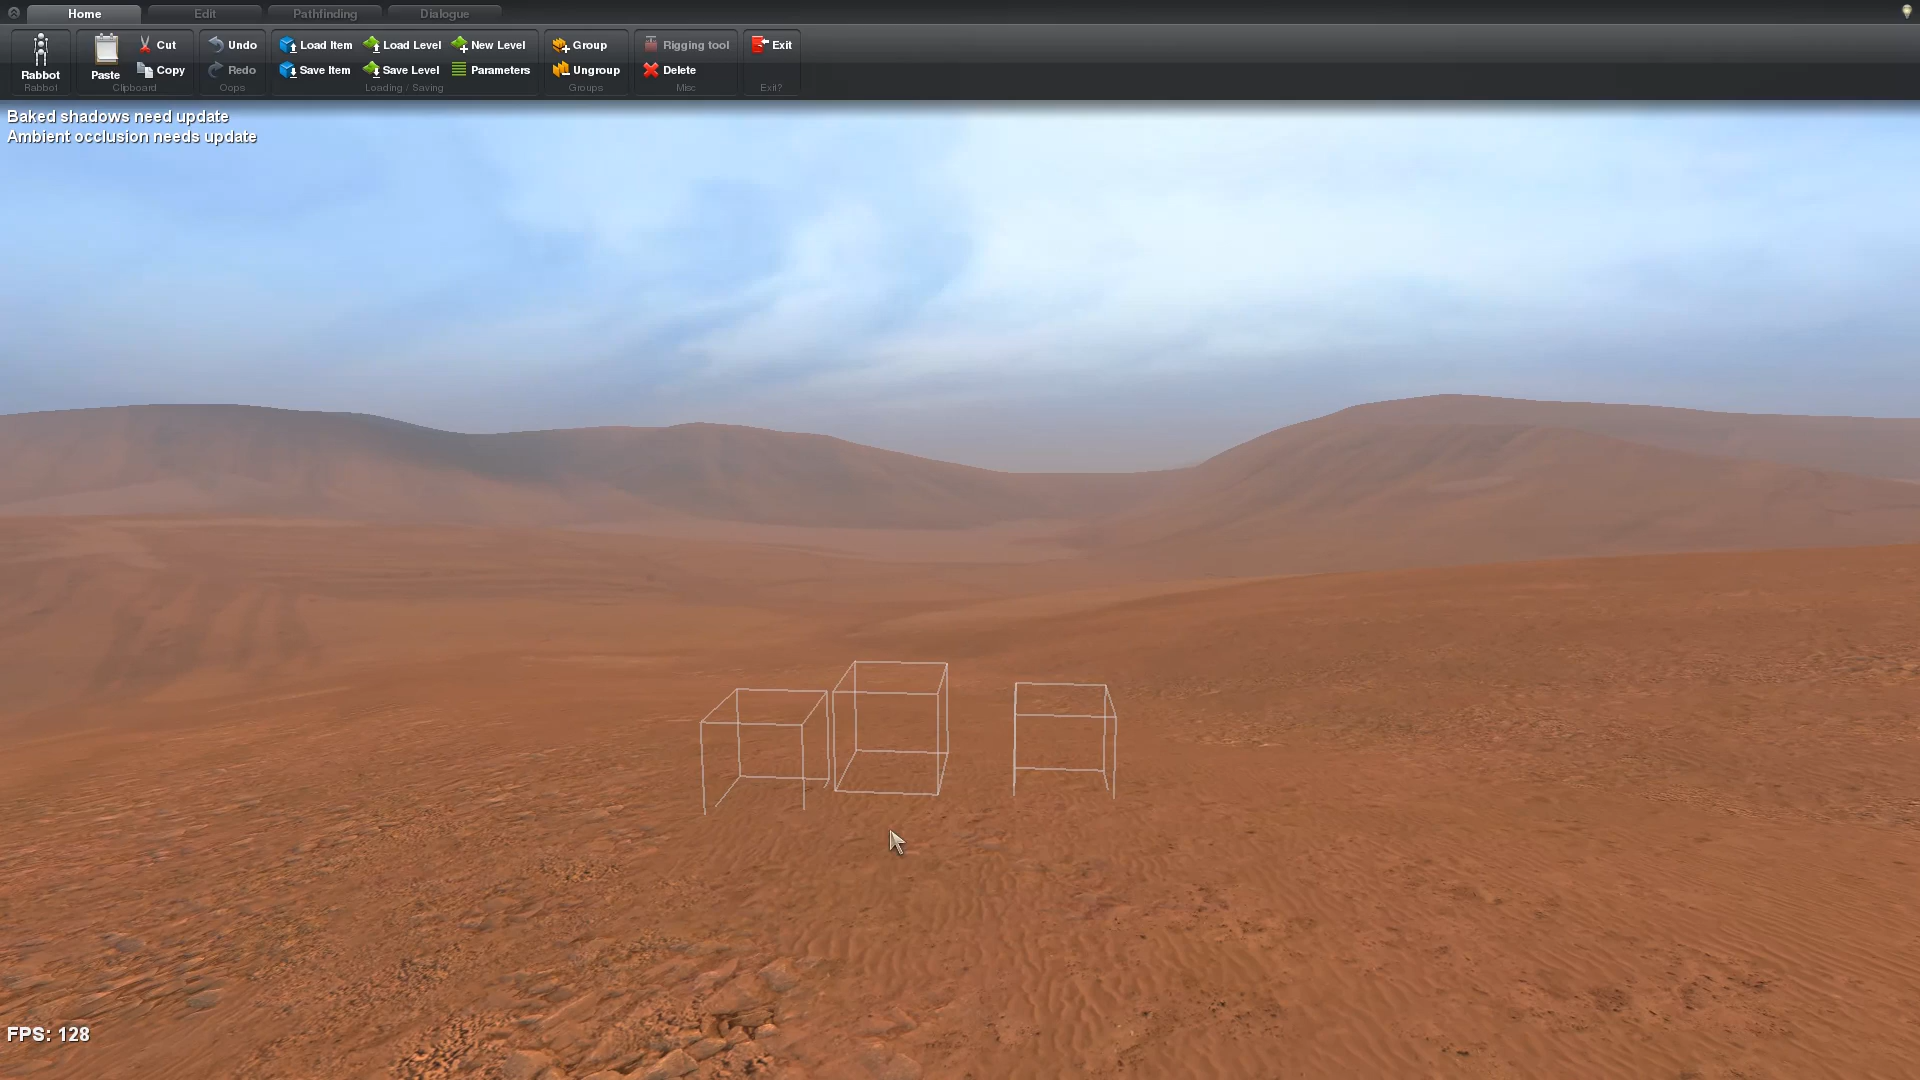 Home Edit Pathfinding Dialogue
Rabbot Paste Cut Undo Load Item Load Level New Level Group Rigging tool Exit
Copy Redo Save Item Save Level Parameters Ungroup Delete
Rabbot Clipboard Oops Loading / Saving Groups Misc Exit?
Baked shadows need update
Ambient occlusion needs update
FPS: 128